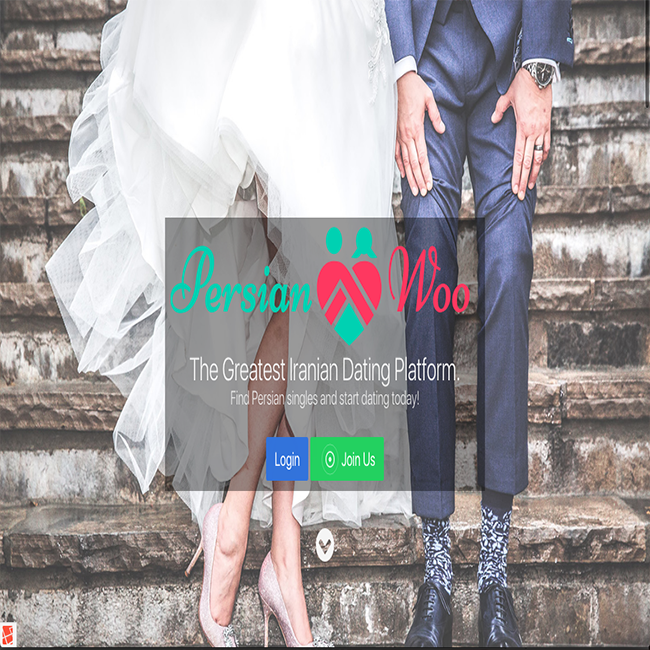 Persian Woo
The Greatest Iranian Dating Platform.
Find Persian singles and start dating today!
Login
Join Us